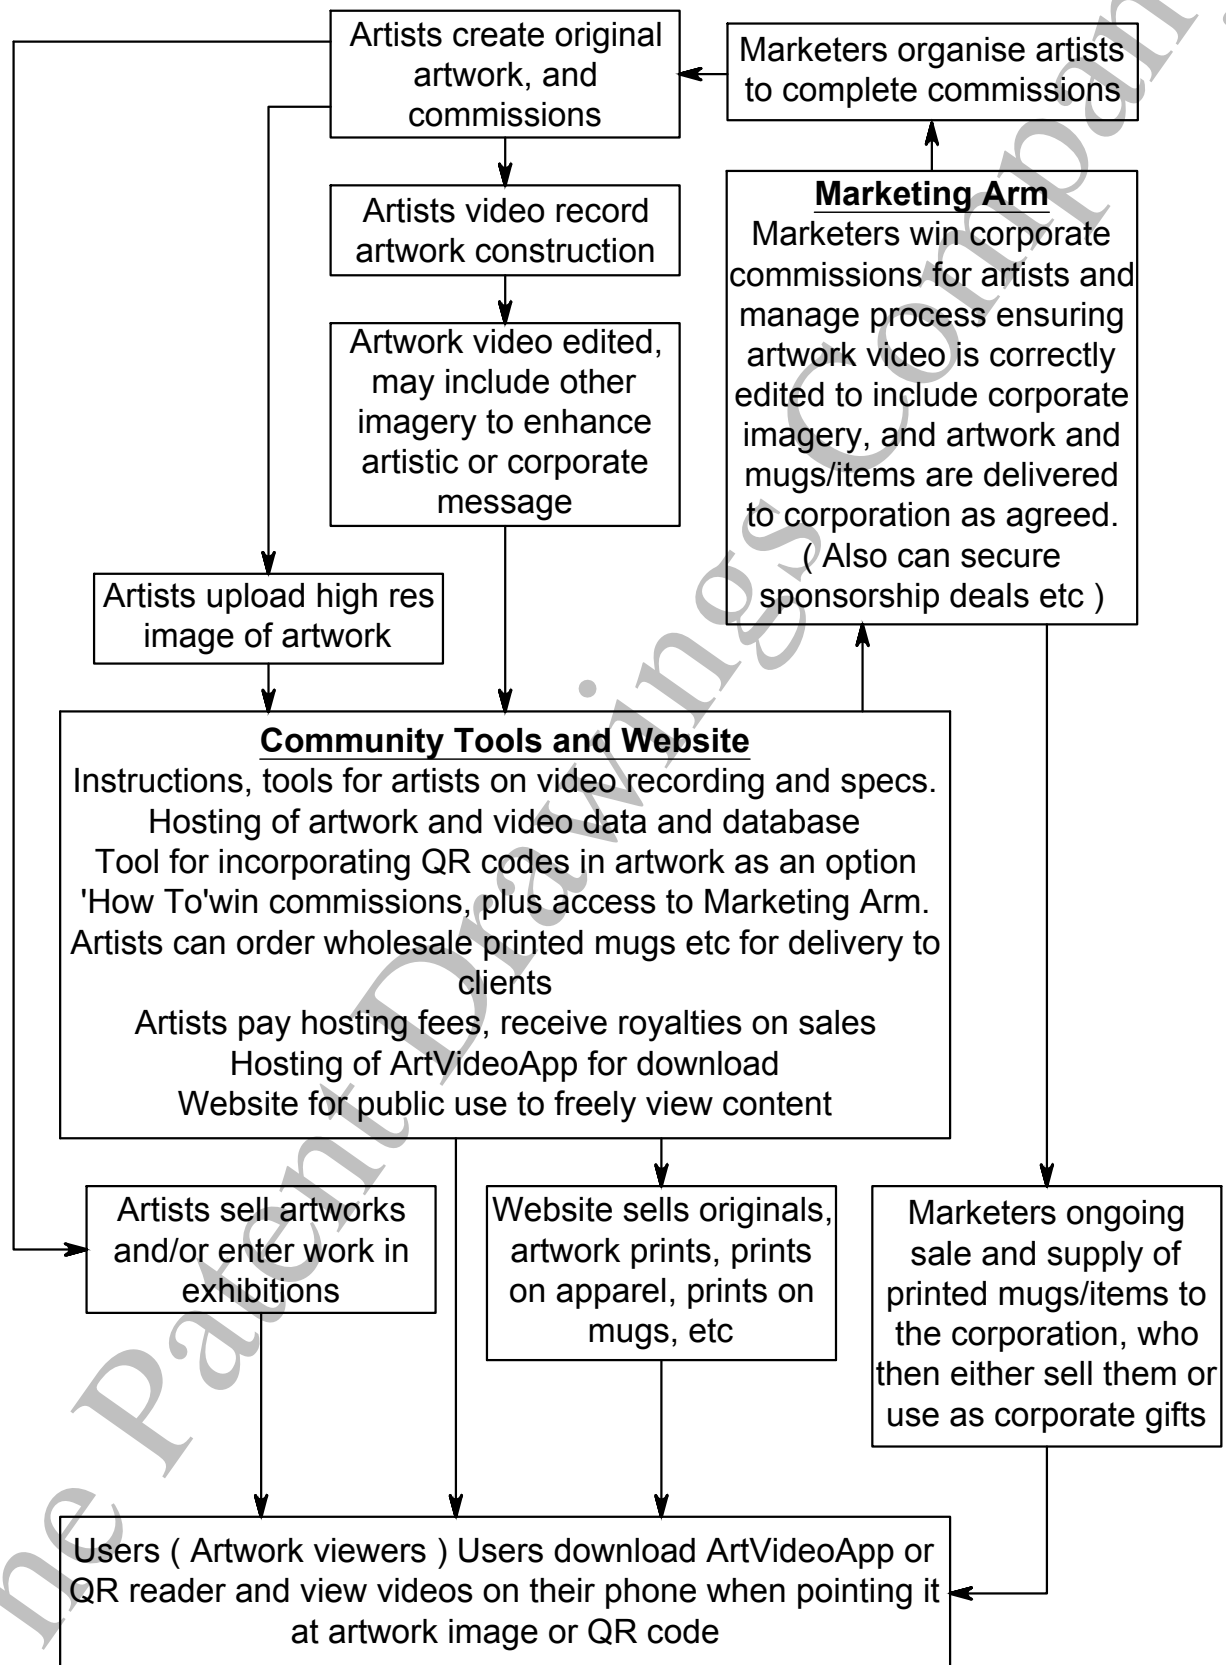 Artists create original
artwork, and
commissions
Marketers organise artists
to complete commissions
Artists video record
artwork construction
Marketing Arm
Marketers win corporate
commissions for artists and
manage process ensuring
artwork video is correctly
edited to include corporate
imagery, and artwork and
mugs/items are delivered
to corporation as agreed.
( Also can secure
sponsorship deals etc )
Artwork video edited,
may include other
imagery to enhance
artistic or corporate
message
Artists upload high res
image of artwork
Community Tools and Website
Instructions, tools for artists on video recording and specs.
Hosting of artwork and video data and database
Tool for incorporating QR codes in artwork as an option
'How To'win commissions, plus access to Marketing Arm.
Artists can order wholesale printed mugs etc for delivery to
clients
Artists pay hosting fees, receive royalties on sales
Hosting of ArtVideoApp for download
Website for public use to freely view content
Artists sell artworks
and/or enter work in
exhibitions
Website sells originals,
artwork prints, prints
on apparel, prints on
mugs, etc
Marketers ongoing
sale and supply of
printed mugs/items to
the corporation, who
then either sell them or
use as corporate gifts
Users ( Artwork viewers ) Users download ArtVideoApp or
QR reader and view videos on their phone when pointing it
at artwork image or QR code
ne Patent Drawings Company